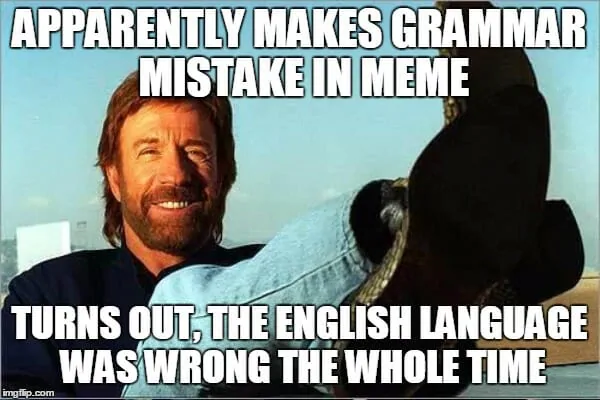 APPARENTLY MAKES GRAMMAR
MISTAKE IN MEME
TURNS OUT, THE ENGLISH LANGUAGE
WAS WRONG THE WHOLE TIME
imgflip.com